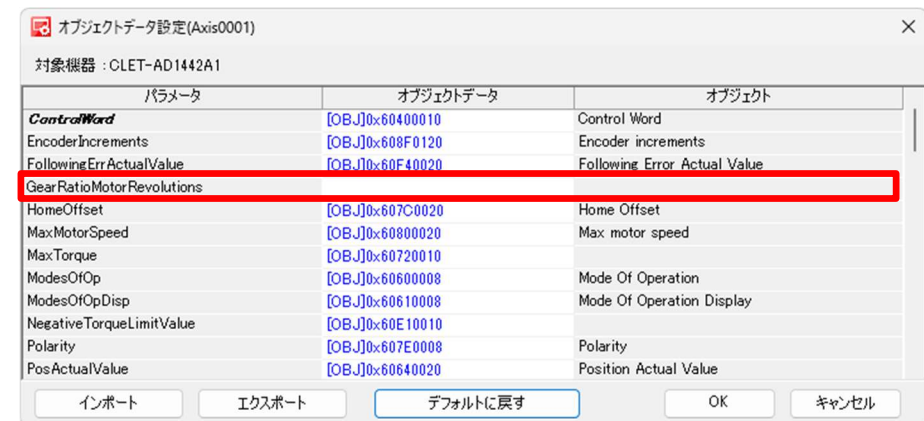 オブジェクトデータ設定(Axis0001)
対象機器 :CLET-AD1442A1
パラメータ オブジェクトデータ オブジェクト
ControlWord [OBJ]0x60400010 Control Word
EncoderIncrements [OBJ]0x608F0120 Encoder increments
FollowingErrActualValue [OBJ]0x60F40020 Following Error Actual Value
GearRatioMotorRevolutions
HomeOffset [OBJ]0x607C0020 Home Offset
MaxMotorSpeed [OBJ]0x60800020 Max motor speed
MaxTorque [OBJ]0x60720010
ModesOfOp [OBJ]0x60600008 Mode Of Operation
ModesOfOpDisp [OBJ]0x60610008 Mode Of Operation Display
NegativeTorqueLimitValue [OBJ]0x60E10010
Polarity [OBJ]0x607E0008 Polarity
PosActualValue [OBJ]0x60640020 Position Actual Value
インポート エクスポート デフォルトに戻す OK キャンセル